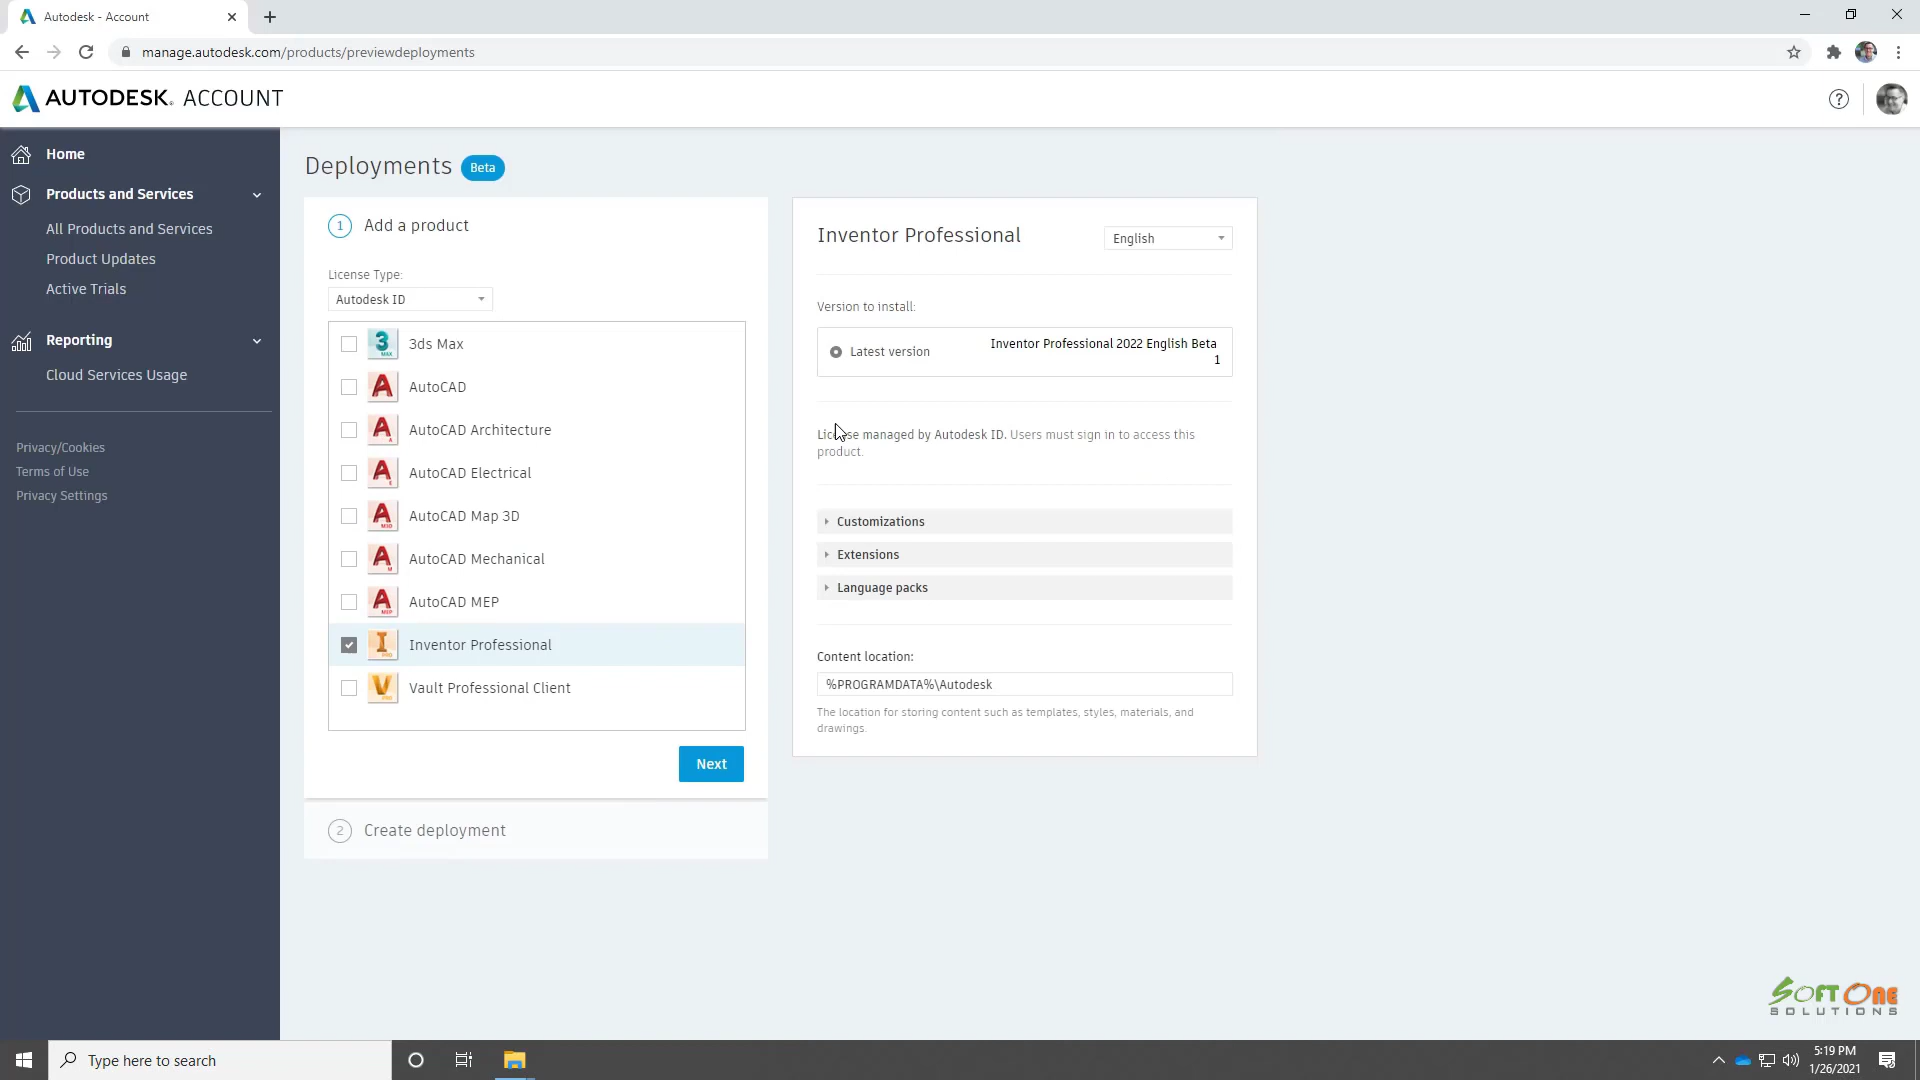 Autodesk - Account
manage.autodesk.com/products/previewdeployments
AUTODESK. ACCOUNT
Home
Products and Services
All Products and Services
Product Updates
Active Trials
Reporting
Cloud Services Usage
Privacy/Cookies
Terms of Use
Privacy Settings
Deployments Beta
1 Add a product
License Type:
Autodesk ID
3ds Max
AutoCAD
AutoCAD Architecture
AutoCAD Electrical
AutoCAD Map 3D
AutoCAD Mechanical
AutoCAD MEP
Inventor Professional
Vault Professional Client
Next
2 Create deployment
Inventor Professional
English
Version to install:
Latest version
Inventor Professional 2022 English Beta
1
License managed by Autodesk ID. Users must sign in to access this
product.
Customizations
Extensions
Language packs
Content location:
%PROGRAMDATA%\Autodesk
The location for storing content such as templates, styles, materials, and
drawings.
SOFT ONE
SOLUTIONS
Type here to search
5:19 PM
1/26/2021